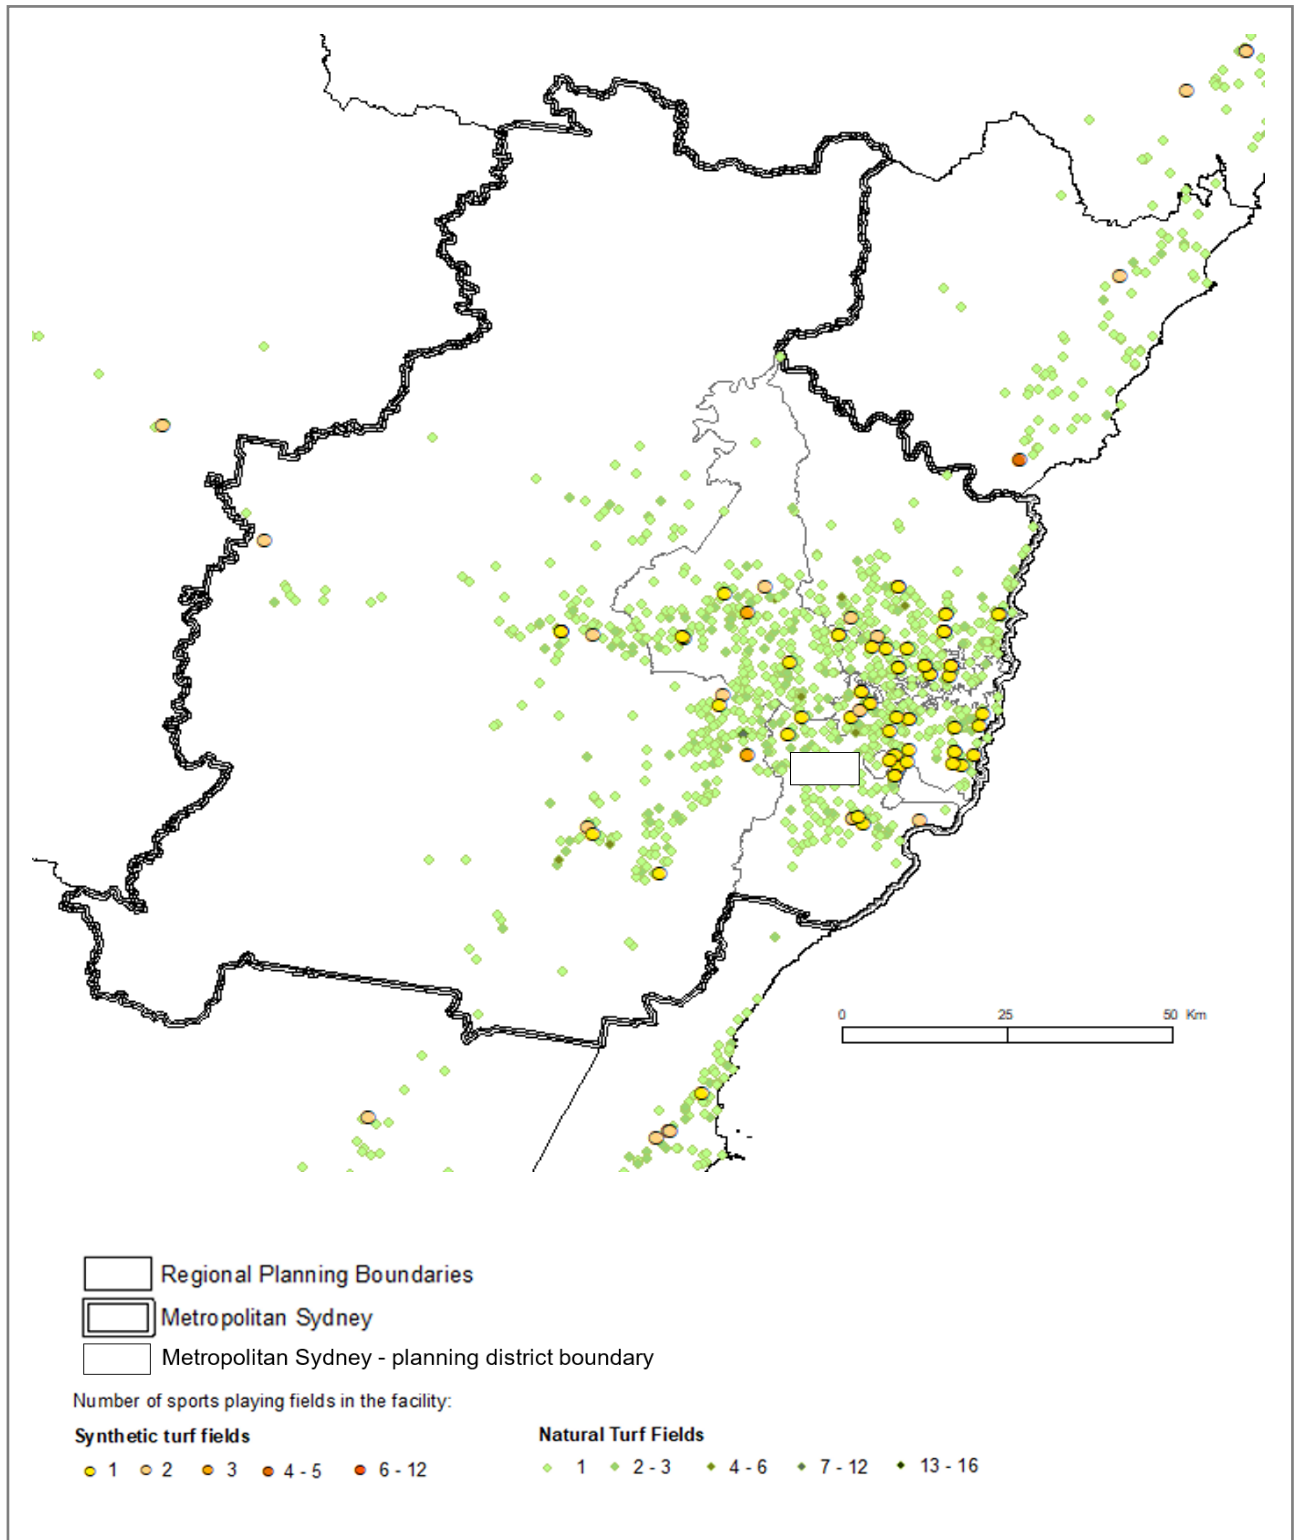 0 25 50 Km
Regional Planning Boundaries
Metropolitan Sydney
Metropolitan Sydney - planning district boundary
Number of sports playing fields in the facility:
Synthetic turf fields
1 2 3 4 - 5 6 - 12
Natural Turf Fields
1 2 - 3 4 - 6 7 - 12 13 - 16